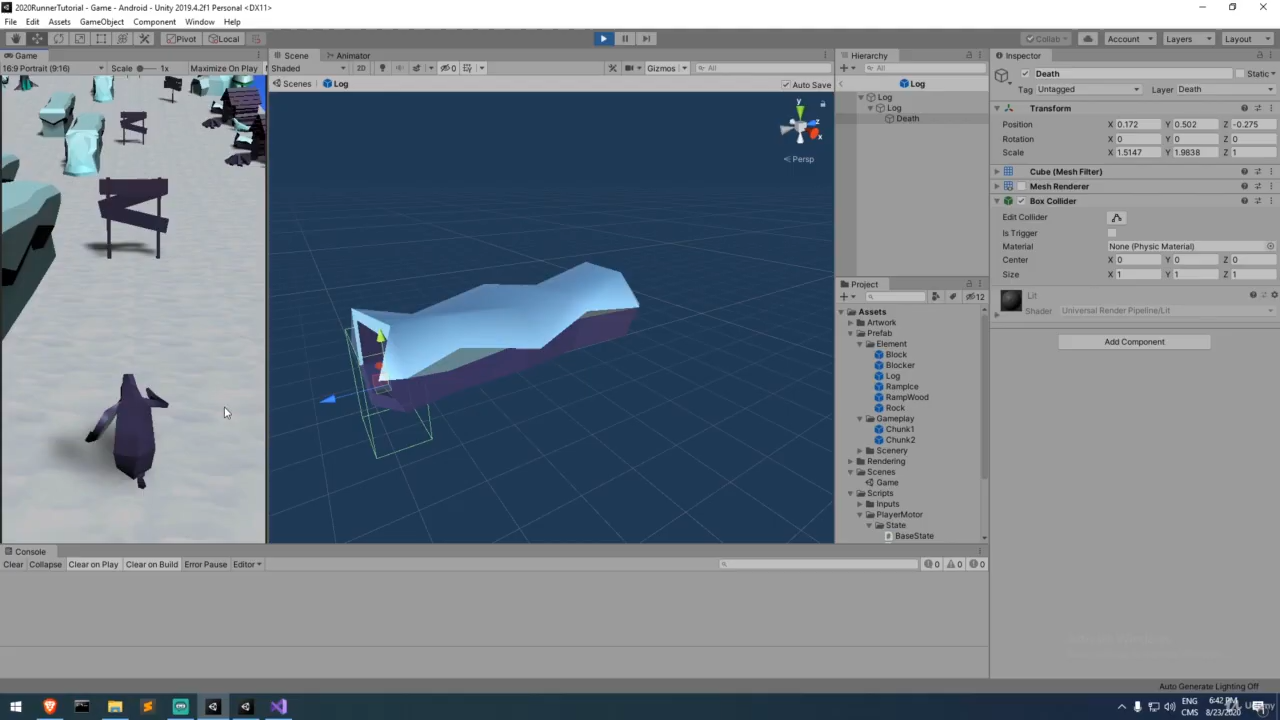 2020RunnerTutorial - Game - Android - Unity 2019.4.2f1 Personal <DX11>
File Edit Assets GameObject Component Window Help
Pivot Local Collab Account Layers Layout
Game Scene Animator Hierarchy Inspector
16:9 Portrait (9:16) Scale 1x Maximize On Play Shaded 2D 0 Gizmos All All
Death Static
Scenes Log Auto Save Log
Tag Untagged Layer Death
Log
Log
Death
Transform
Position X 0.172 Y 0.502 Z -0.275
Rotation X 0 Y 0 Z 0
Scale X 1.5147 Y 1.9838 Z 1
y
z
x
Persp
Cube (Mesh Filter)
Mesh Renderer
Box Collider
Edit Collider
Is Trigger
Material None (Physic Material)
Center X 0 Y 0 Z 0
Size X 1 Y 1 Z 1
Lit
Shader Universal Render Pipeline/Lit
Add Component
Project
12
Assets
Artwork
Prefab
Element
Block
Blocker
Log
RampIce
RampWood
Rock
Gameplay
Chunk1
Chunk2
Scenery
Rendering
Scenes
Game
Scripts
Inputs
PlayerMotor
State
BaseState
Console
Clear Collapse Clear on Play Clear on Build Error Pause Editor 0 0 0
Activate Windows
Auto Generate Lighting Off
ENG 6:42 PM
CMS 8/23/2020
Udemy